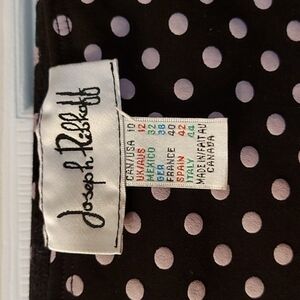 Joseph Ribkoff
CAN/USA 10
UK/AUS 12
MEXICO 32
GER 38
FRANCE 40
SPAIN 42
ITALY 44
MADE IN/FAIT AU
CANADA